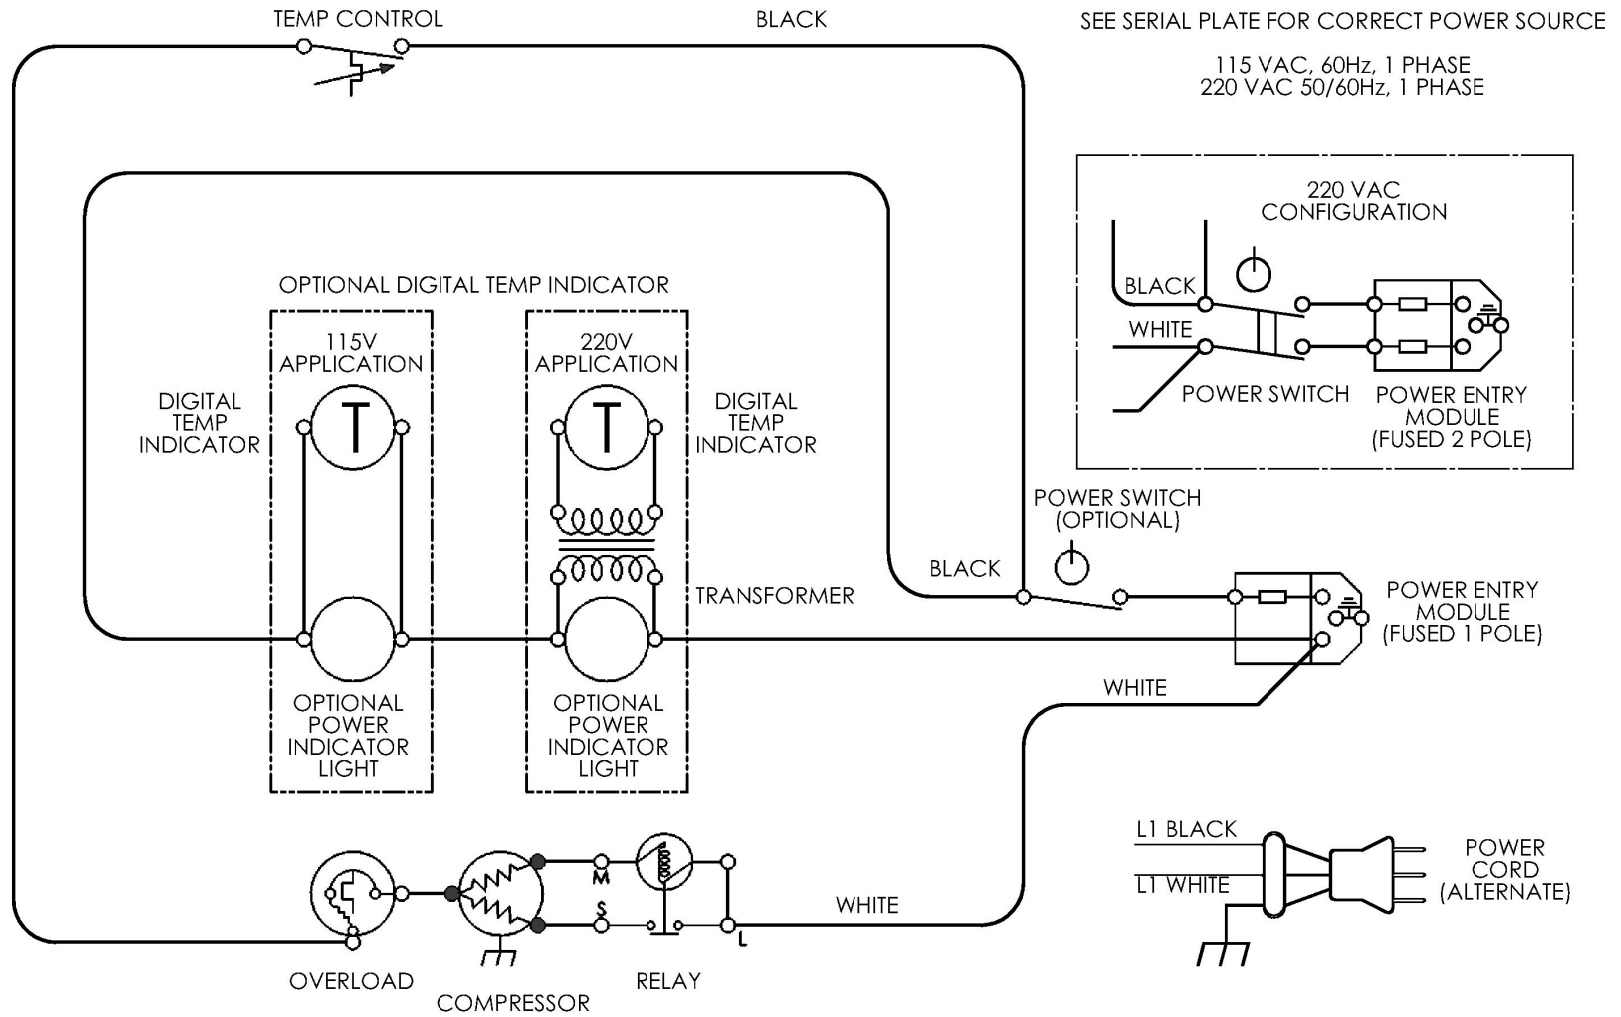 TEMP CONTROL
BLACK
SEE SERIAL PLATE FOR CORRECT POWER SOURCE
115 VAC, 60Hz, 1 PHASE
220 VAC 50/60Hz, 1 PHASE
220 VAC
CONFIGURATION
BLACK
WHITE
POWER SWITCH
POWER ENTRY
MODULE
(FUSED 2 POLE)
OPTIONAL DIGITAL TEMP INDICATOR
115V
APPLICATION
220V
APPLICATION
DIGITAL
TEMP
INDICATOR
T
T
DIGITAL
TEMP
INDICATOR
POWER SWITCH
(OPTIONAL)
BLACK
TRANSFORMER
POWER ENTRY
MODULE
(FUSED 1 POLE)
OPTIONAL
POWER
INDICATOR
LIGHT
OPTIONAL
POWER
INDICATOR
LIGHT
WHITE
M
S
L
WHITE
OVERLOAD
COMPRESSOR
RELAY
L1 BLACK
L1 WHITE
POWER
CORD
(ALTERNATE)